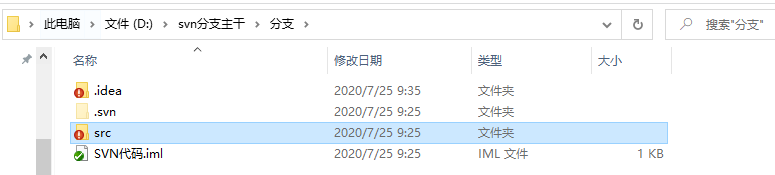 此电脑 › 文件 (D:) › svn分支主干 › 分支 搜索"分支"
名称 修改日期 类型 大小
.idea 2020/7/25 9:35 文件夹
.svn 2020/7/25 9:25 文件夹
src 2020/7/25 9:25 文件夹
SVN代码.iml 2020/7/25 9:25 IML 文件 1 KB